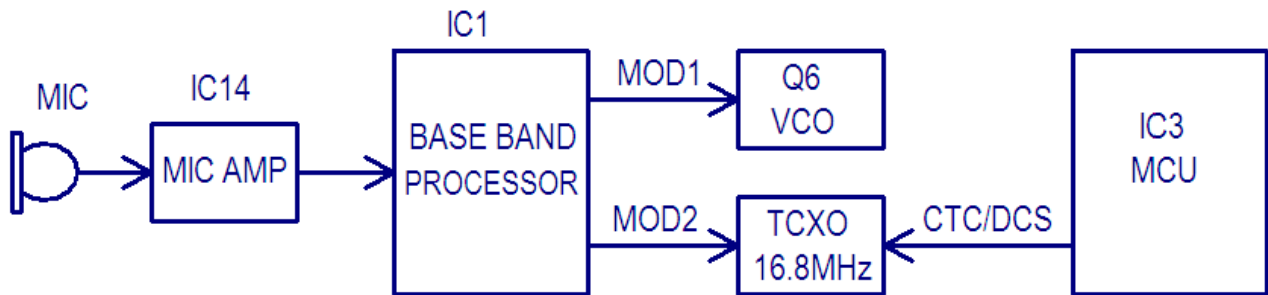 MIC
IC14
MIC AMP
IC1
BASE BAND
PROCESSOR
MOD1
MOD2
Q6
VCO
TCXO
16.8MHz
CTC/DCS
IC3
MCU